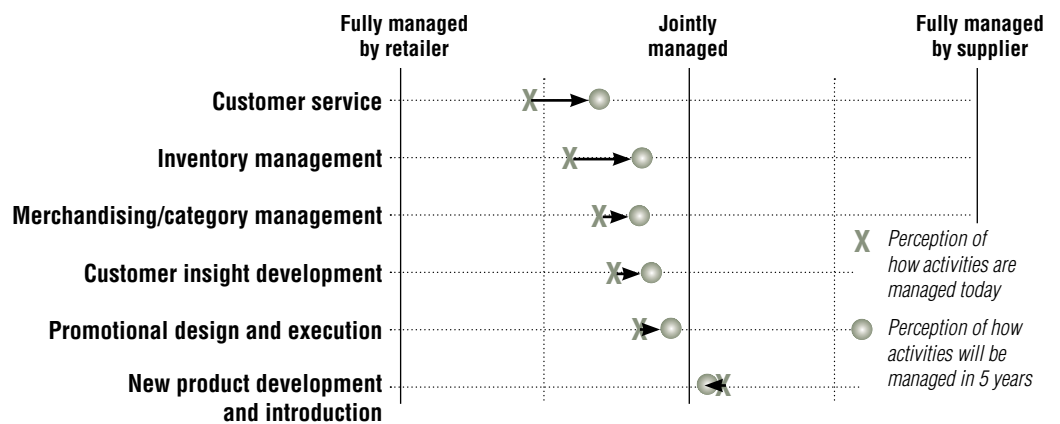 Fully managed
by retailer
Jointly
managed
Fully managed
by supplier
Customer service
Inventory management
Merchandising/category management
Customer insight development
Promotional design and execution
New product development
and introduction
X Perception of
how activities are
managed today
Perception of how
activities will be
managed in 5 years